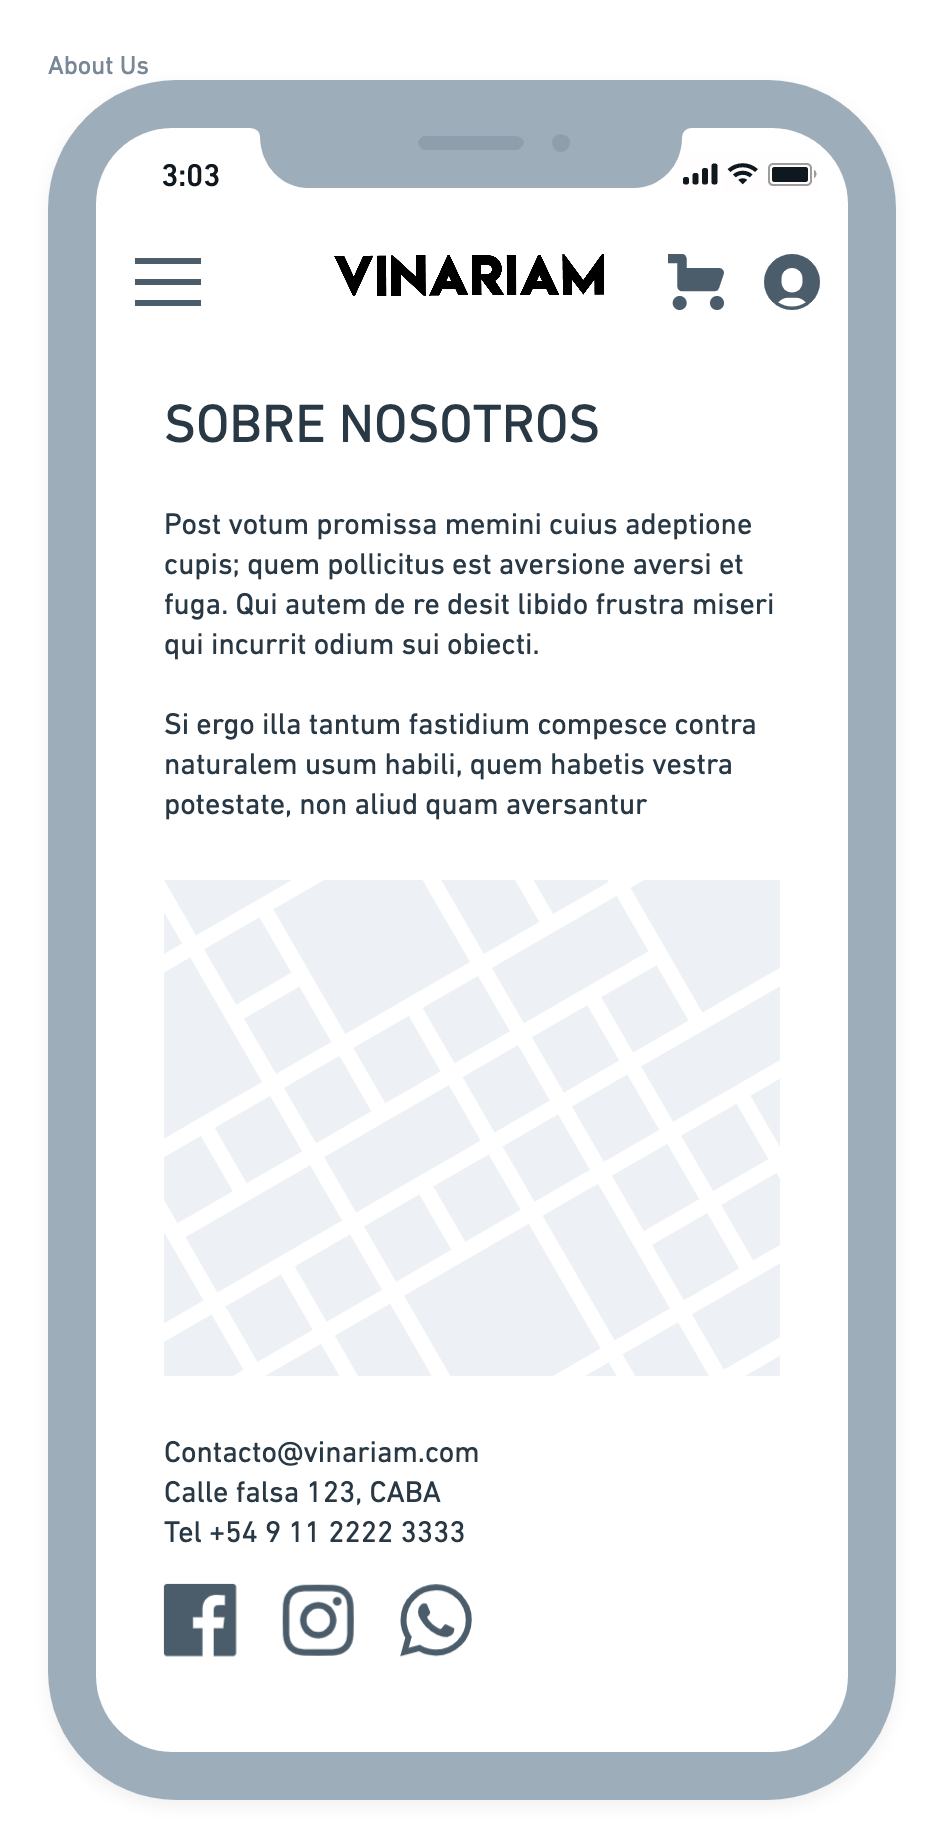 About Us
3:03
VINARIAM
SOBRE NOSOTROS
Post votum promissa memini cuius adeptione
cupis; quem pollicitus est aversione aversi et
fuga. Qui autem de re desit libido frustra miseri
qui incurrit odium sui obiecti.
Si ergo illa tantum fastidium compesce contra
naturalem usum habili, quem habetis vestra
potestate, non aliud quam aversantur
Contacto@vinariam.com
Calle falsa 123, CABA
Tel +54 9 11 2222 3333